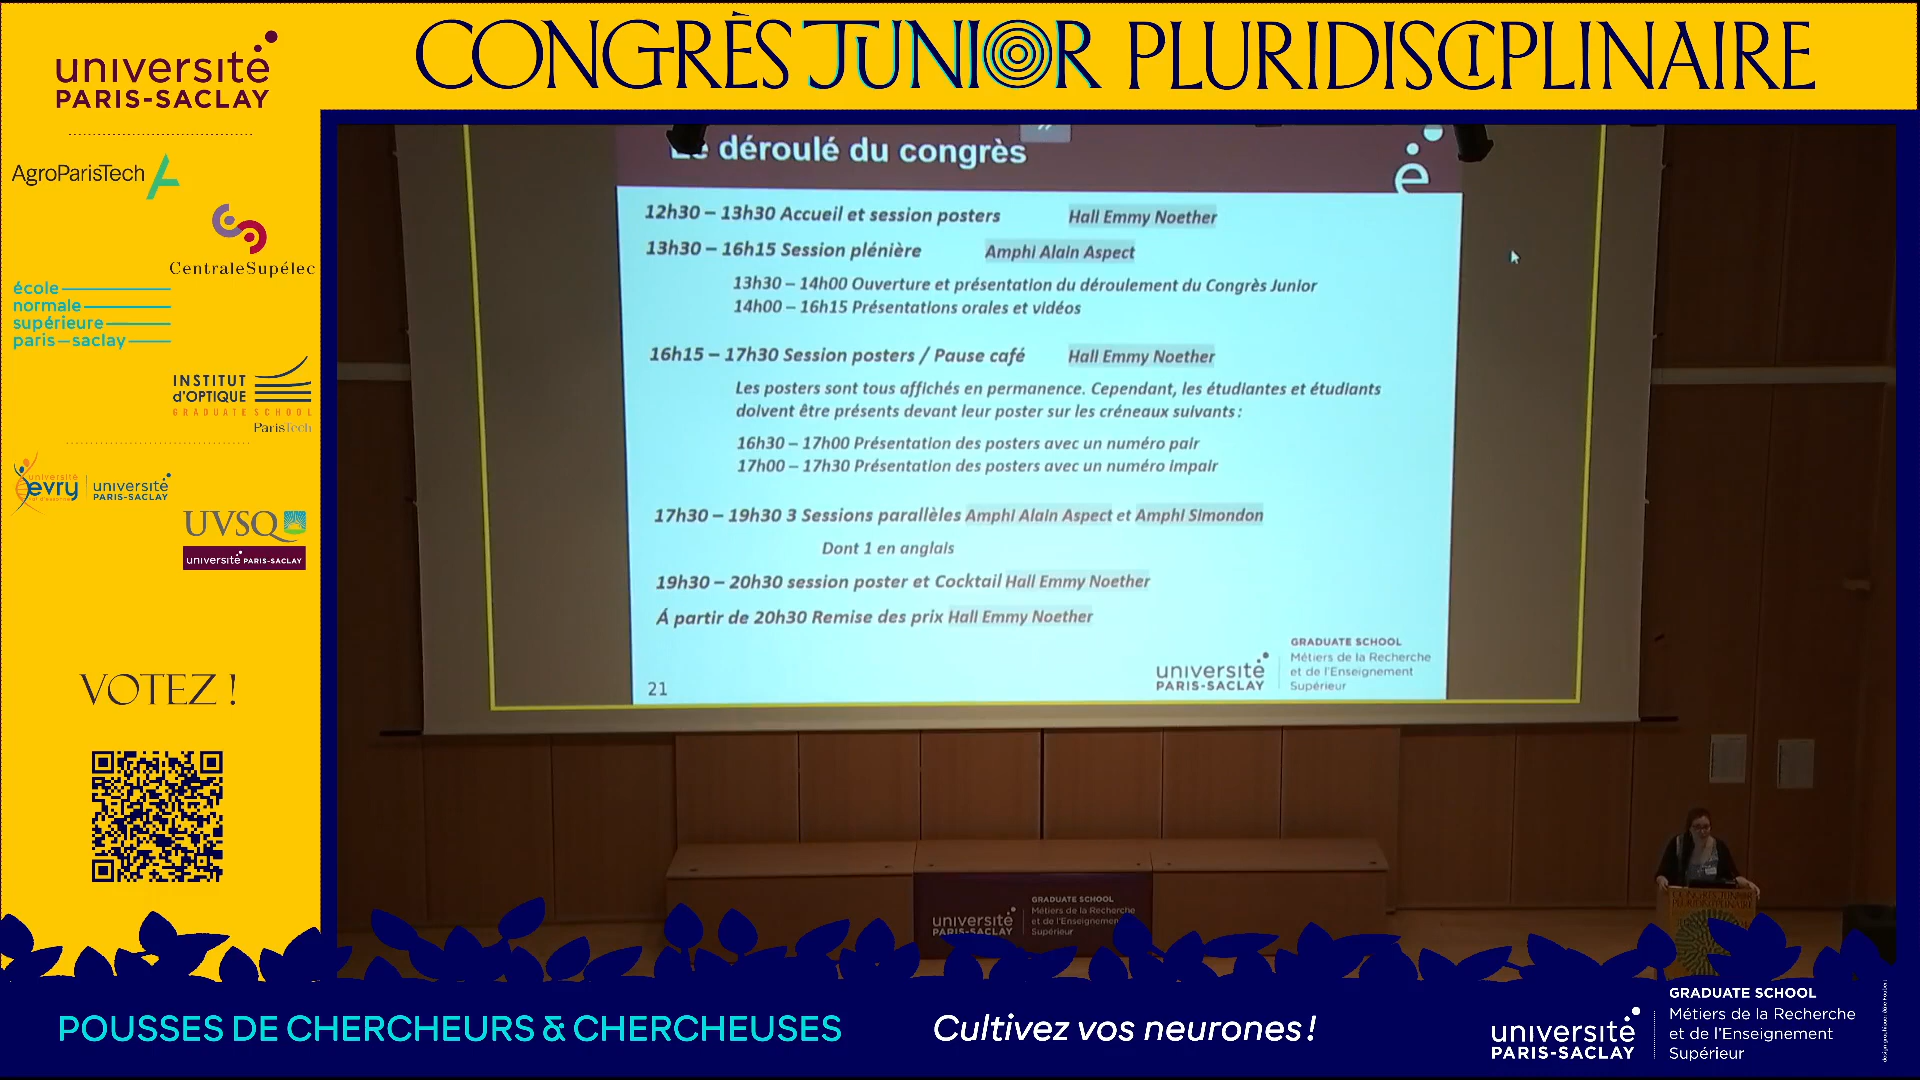 CONGRÈS JUNIOR PLURIDISCIPLINAIRE
université
PARIS-SACLAY
AgroParisTech
CentraleSupélec
école
normale
supérieure
paris-saclay
INSTITUT
d'OPTIQUE
GRADUATE SCHOOL
ParisTech
université
evry
université
PARIS-SACLAY
UVSQ
université PARIS-SACLAY
VOTEZ !
Le déroulé du congrès
12h30 – 13h30 Accueil et session posters Hall Emmy Noether
13h30 – 16h15 Session plénière Amphi Alain Aspect
13h30 – 14h00 Ouverture et présentation du déroulement du Congrès Junior
14h00 – 16h15 Présentations orales et vidéos
16h15 – 17h30 Session posters / Pause café Hall Emmy Noether
Les posters sont tous affichés en permanence. Cependant, les étudiantes et étudiants
doivent être présents devant leur poster sur les créneaux suivants :
16h30 – 17h00 Présentation des posters avec un numéro pair
17h00 – 17h30 Présentation des posters avec un numéro impair
17h30 – 19h30 3 Sessions parallèles Amphi Alain Aspect et Amphi Simondon
Dont 1 en anglais
19h30 – 20h30 session poster et Cocktail Hall Emmy Noether
Á partir de 20h30 Remise des prix Hall Emmy Noether
21
université
PARIS-SACLAY
GRADUATE SCHOOL
Métiers de la Recherche
et de l'Enseignement
Supérieur
université
PARIS-SACLAY
GRADUATE SCHOOL
Métiers de la Recherche
et de l'Enseignement
Supérieur
PLURIDISCIPLINAIRE
POUSSES DE CHERCHEURS & CHERCHEUSES
Cultivez vos neurones !
université
PARIS-SACLAY
GRADUATE SCHOOL
Métiers de la Recherche
et de l'Enseignement
Supérieur